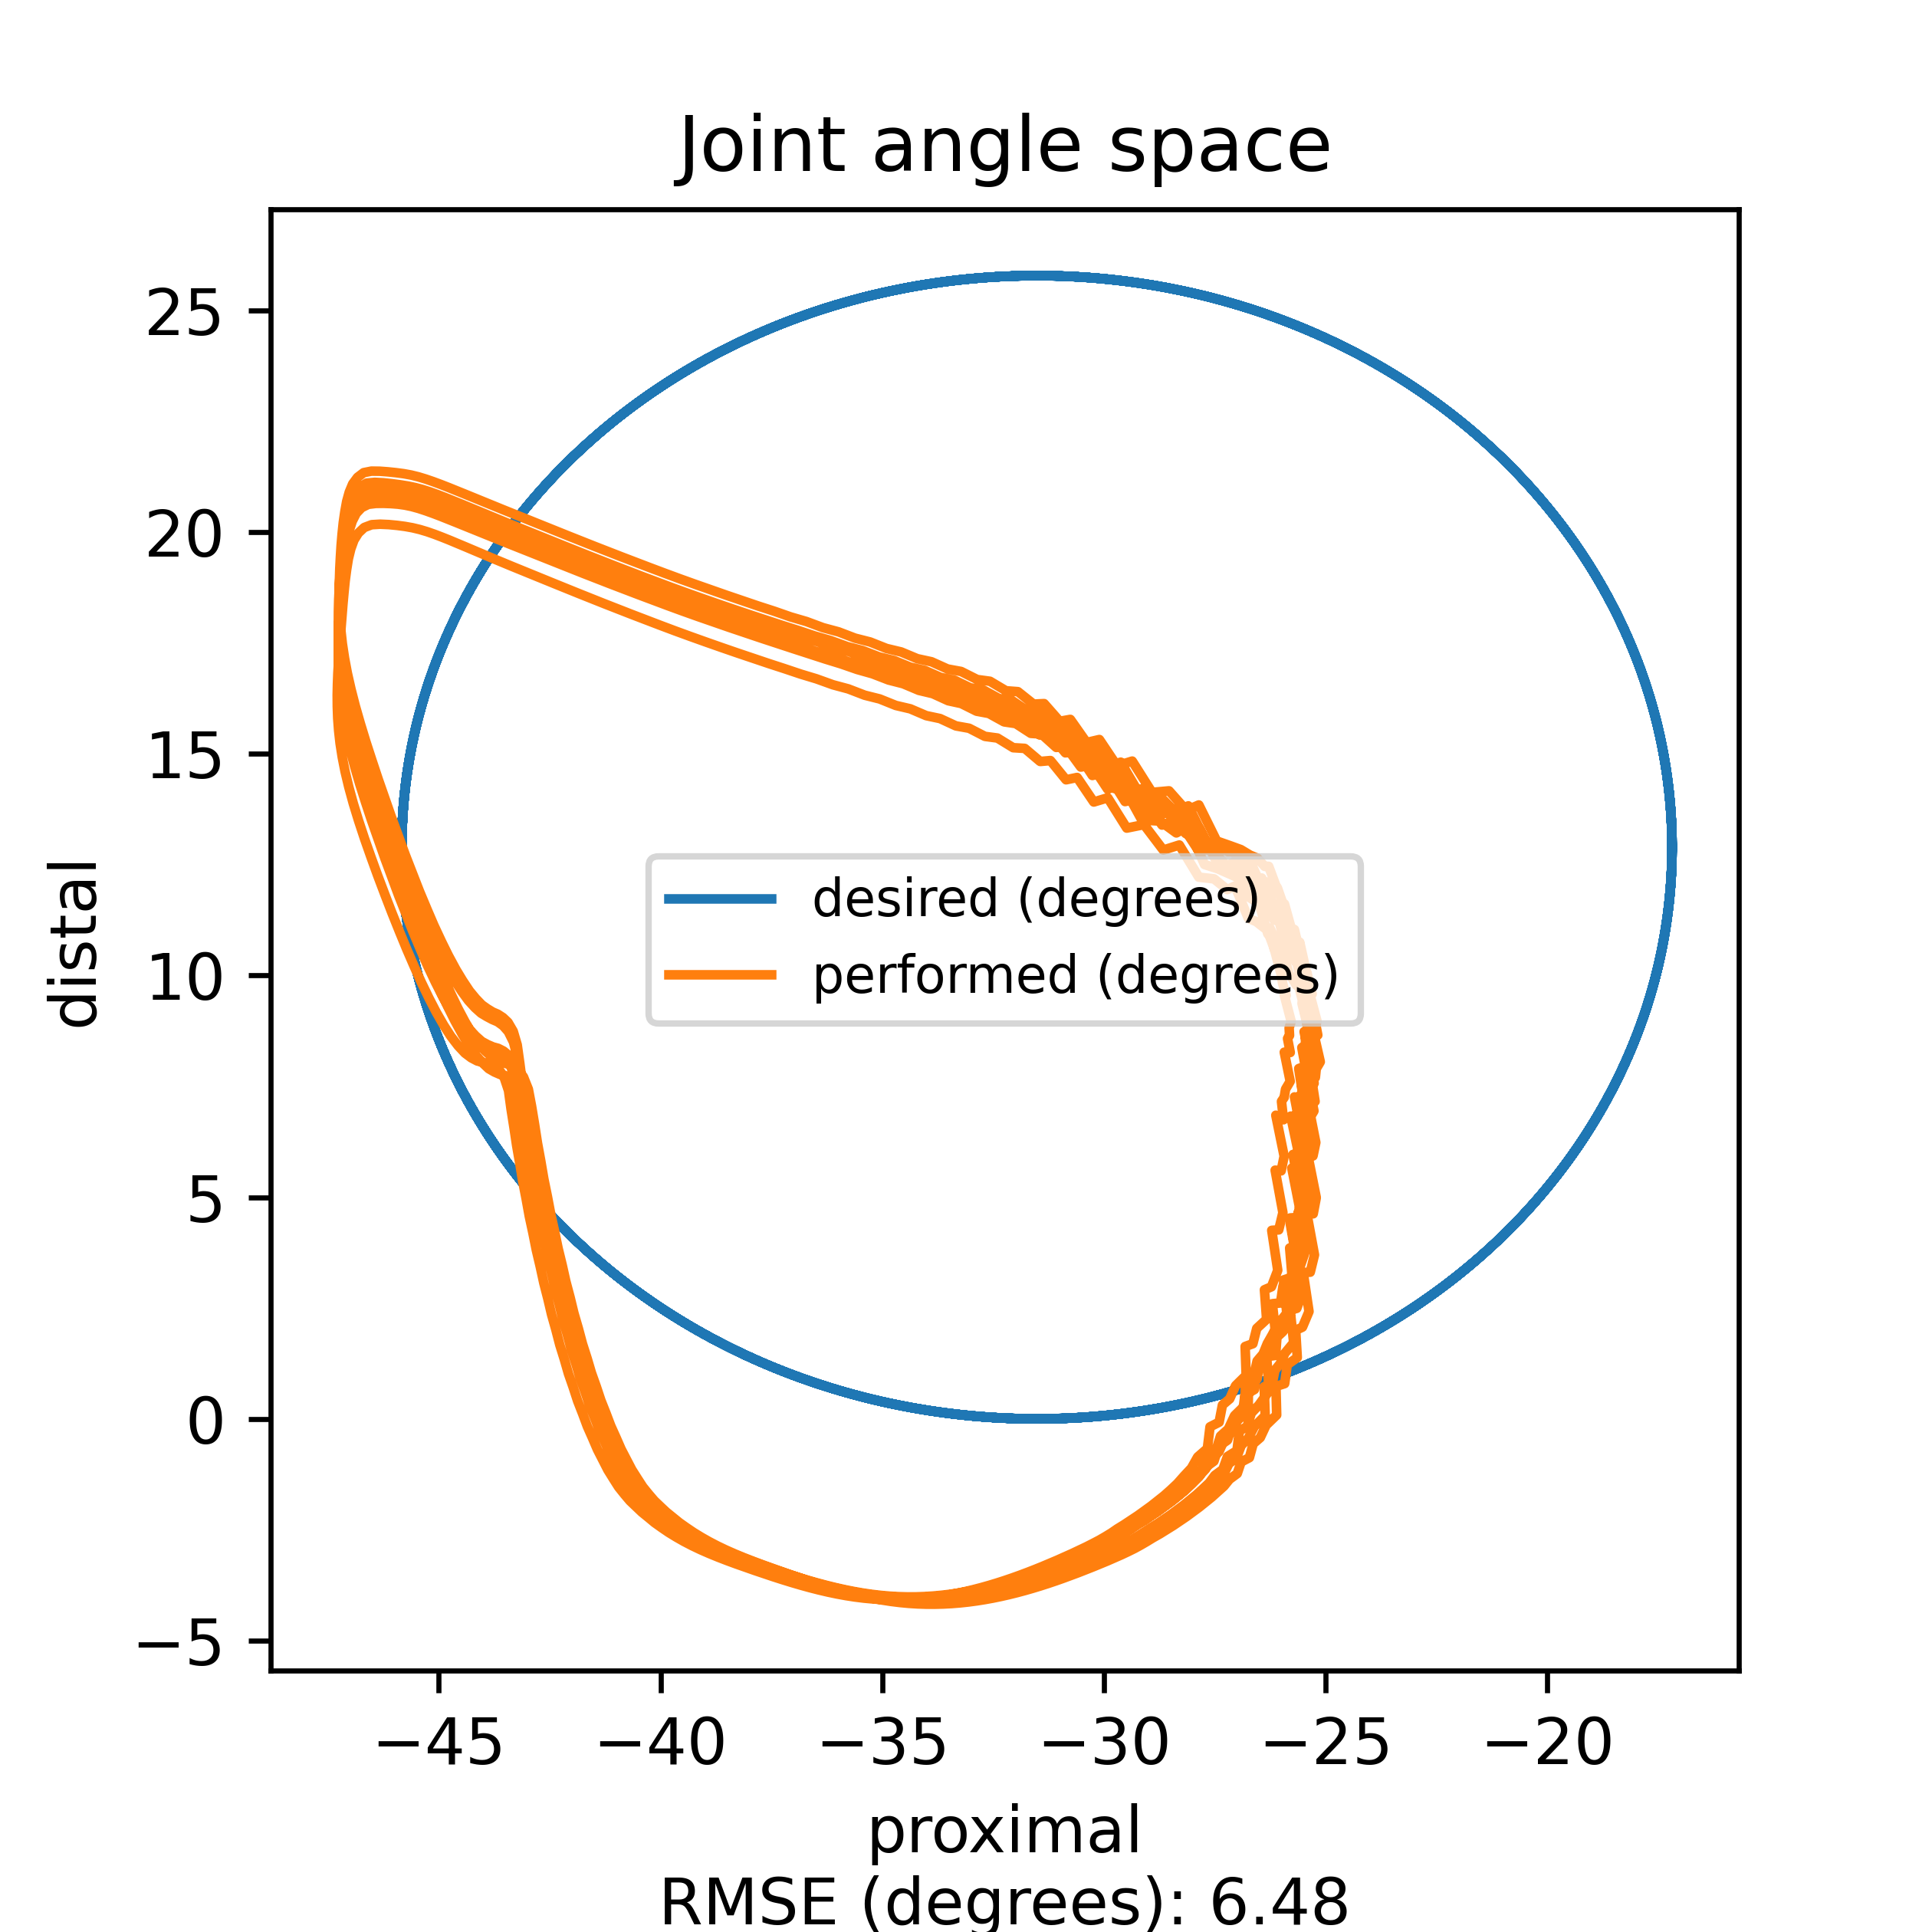 Joint angle space
25
20
15
10
5
0
−5
distal
desired (degrees)
performed (degrees)
−45 −40 −35 −30 −25 −20
proximal
RMSE (degrees): 6.48